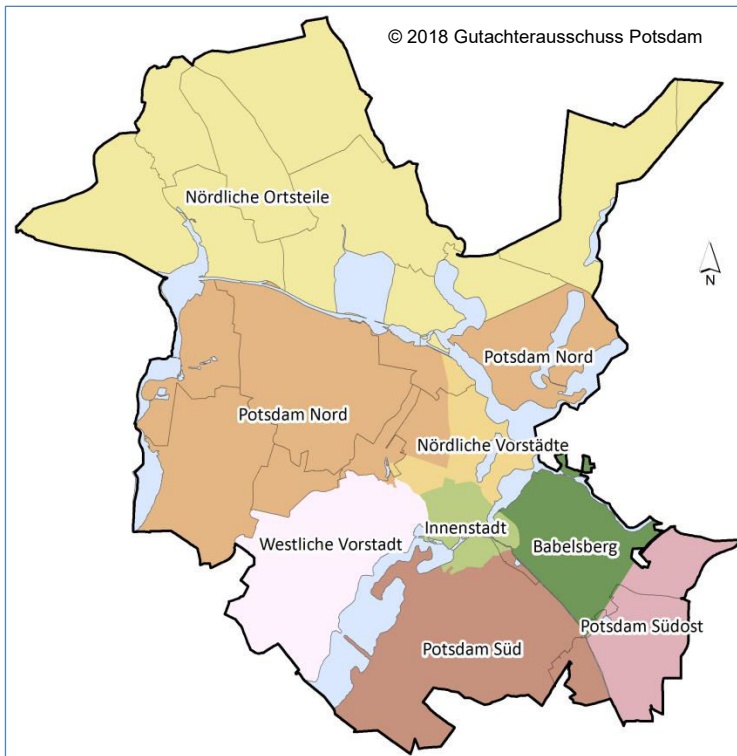 © 2018 Gutachterausschuss Potsdam
Nördliche Ortsteile
N
Potsdam Nord
Potsdam Nord
Nördliche Vorstädte
Innenstadt
Westliche Vorstadt
Babelsberg
Potsdam Südost
Potsdam Süd